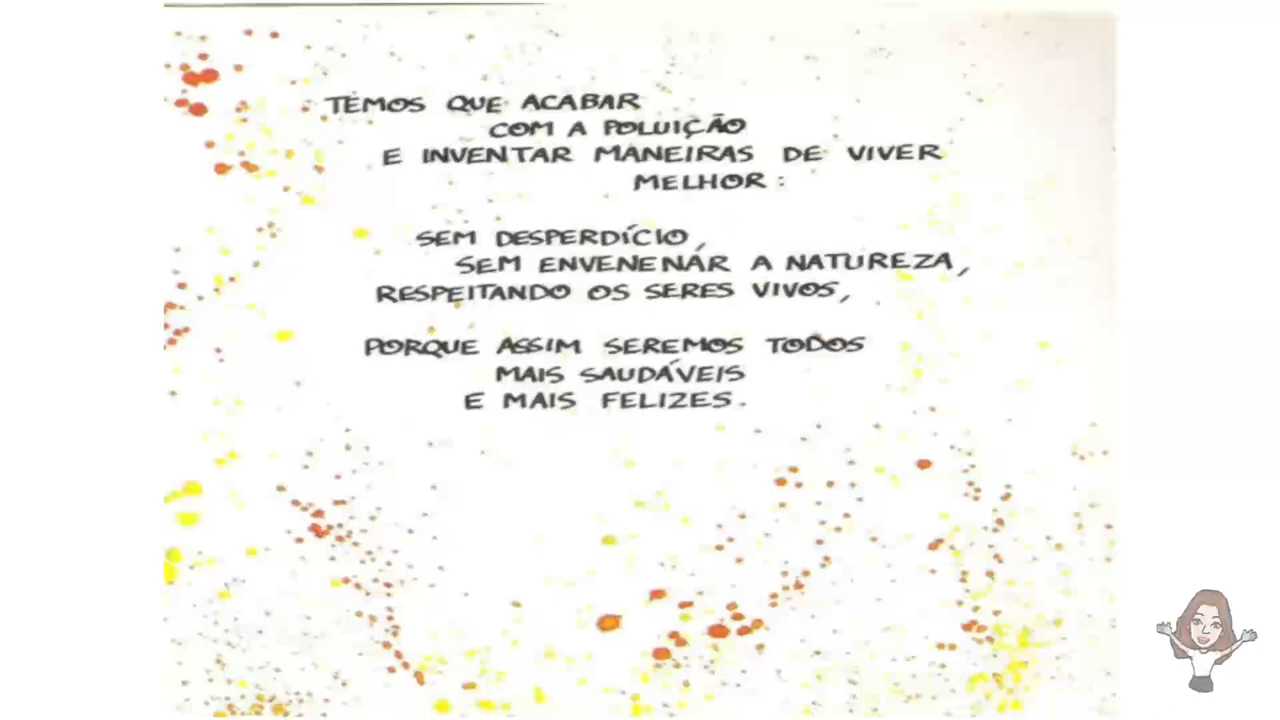 TEMOS QUE ACABAR
COM A POLUIÇÃO
E INVENTAR MANEIRAS DE VIVER
MELHOR:
SEM DESPERDÍCIO,
SEM ENVENENAR A NATUREZA,
RESPEITANDO OS SERES VIVOS,
PORQUE ASSIM SEREMOS TODOS
MAIS SAUDÁVEIS
E MAIS FELIZES.